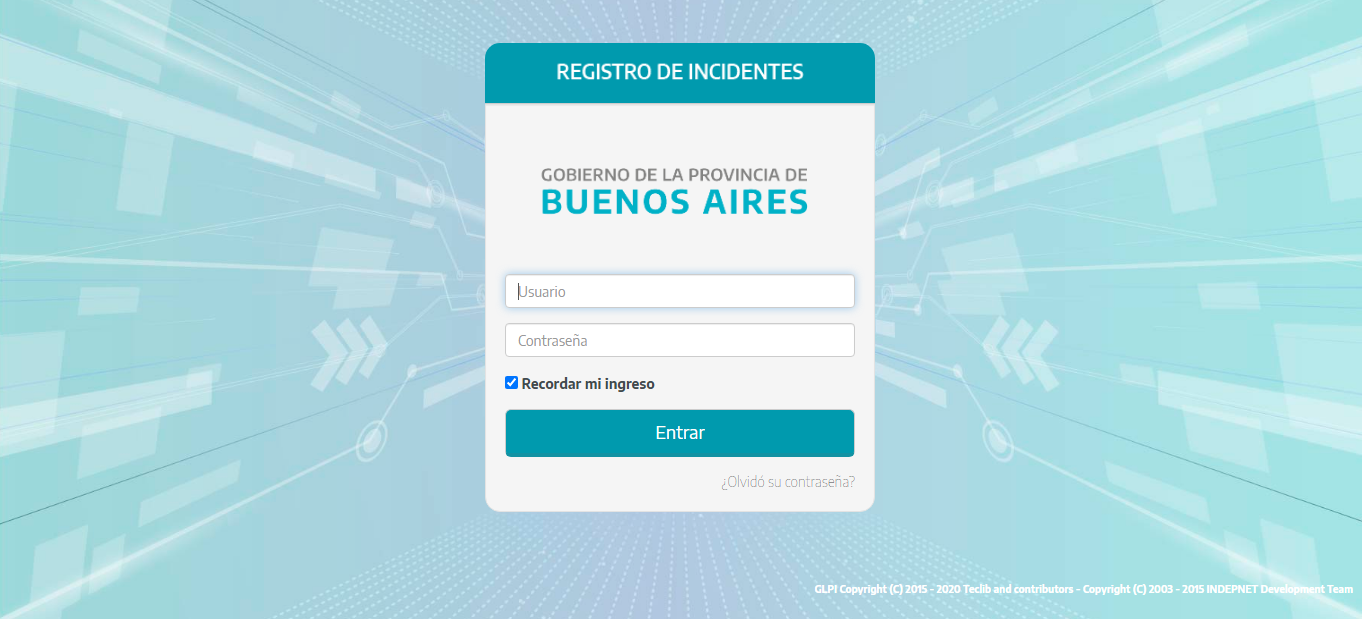 REGISTRO DE INCIDENTES
GOBIERNO DE LA PROVINCIA DE
BUENOS AIRES
Usuario
Contraseña
Recordar mi ingreso
Entrar
¿Olvidó su contraseña?
GLPI Copyright (C) 2015 - 2020 Teclib and contributors - Copyright (C) 2003 - 2015 INDEPNET Development Team